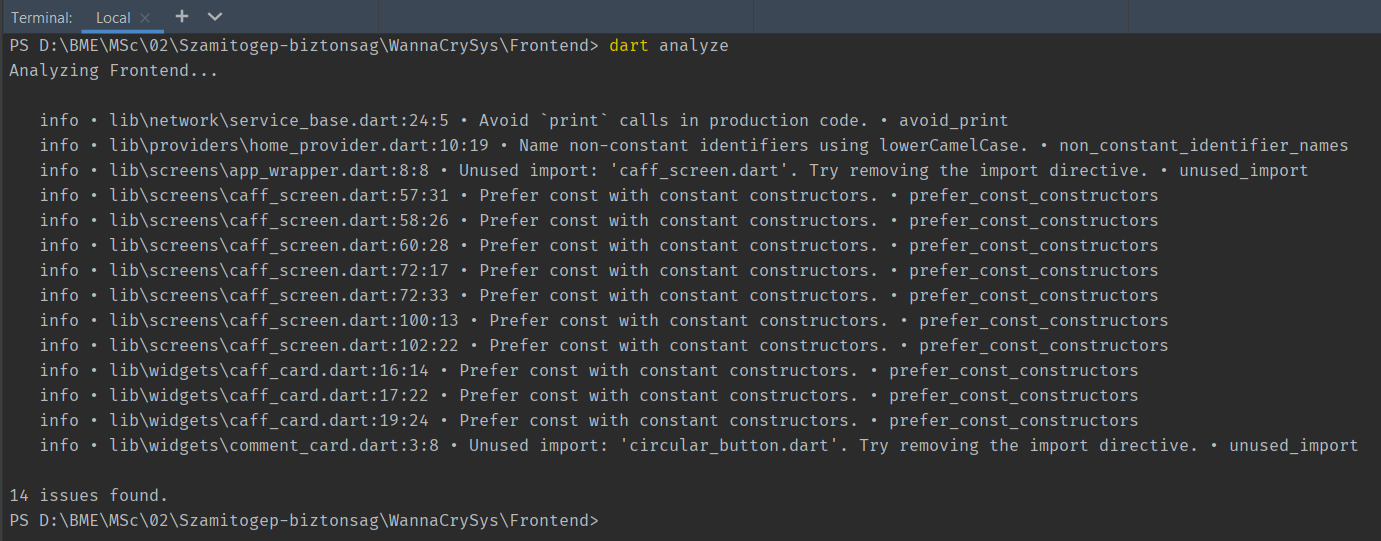 Terminal: Local × + ⌄
PS D:\BME\MSc\02\Szamitogep-biztonsag\WannaCrySys\Frontend> dart analyze
Analyzing Frontend...
info • lib\network\service_base.dart:24:5 • Avoid `print` calls in production code. • avoid_print
info • lib\providers\home_provider.dart:10:19 • Name non-constant identifiers using lowerCamelCase. • non_constant_identifier_names
info • lib\screens\app_wrapper.dart:8:8 • Unused import: 'caff_screen.dart'. Try removing the import directive. • unused_import
info • lib\screens\caff_screen.dart:57:31 • Prefer const with constant constructors. • prefer_const_constructors
info • lib\screens\caff_screen.dart:58:26 • Prefer const with constant constructors. • prefer_const_constructors
info • lib\screens\caff_screen.dart:60:28 • Prefer const with constant constructors. • prefer_const_constructors
info • lib\screens\caff_screen.dart:72:17 • Prefer const with constant constructors. • prefer_const_constructors
info • lib\screens\caff_screen.dart:72:33 • Prefer const with constant constructors. • prefer_const_constructors
info • lib\screens\caff_screen.dart:100:13 • Prefer const with constant constructors. • prefer_const_constructors
info • lib\screens\caff_screen.dart:102:22 • Prefer const with constant constructors. • prefer_const_constructors
info • lib\widgets\caff_card.dart:16:14 • Prefer const with constant constructors. • prefer_const_constructors
info • lib\widgets\caff_card.dart:17:22 • Prefer const with constant constructors. • prefer_const_constructors
info • lib\widgets\caff_card.dart:19:24 • Prefer const with constant constructors. • prefer_const_constructors
info • lib\widgets\comment_card.dart:3:8 • Unused import: 'circular_button.dart'. Try removing the import directive. • unused_import
14 issues found.
PS D:\BME\MSc\02\Szamitogep-biztonsag\WannaCrySys\Frontend>